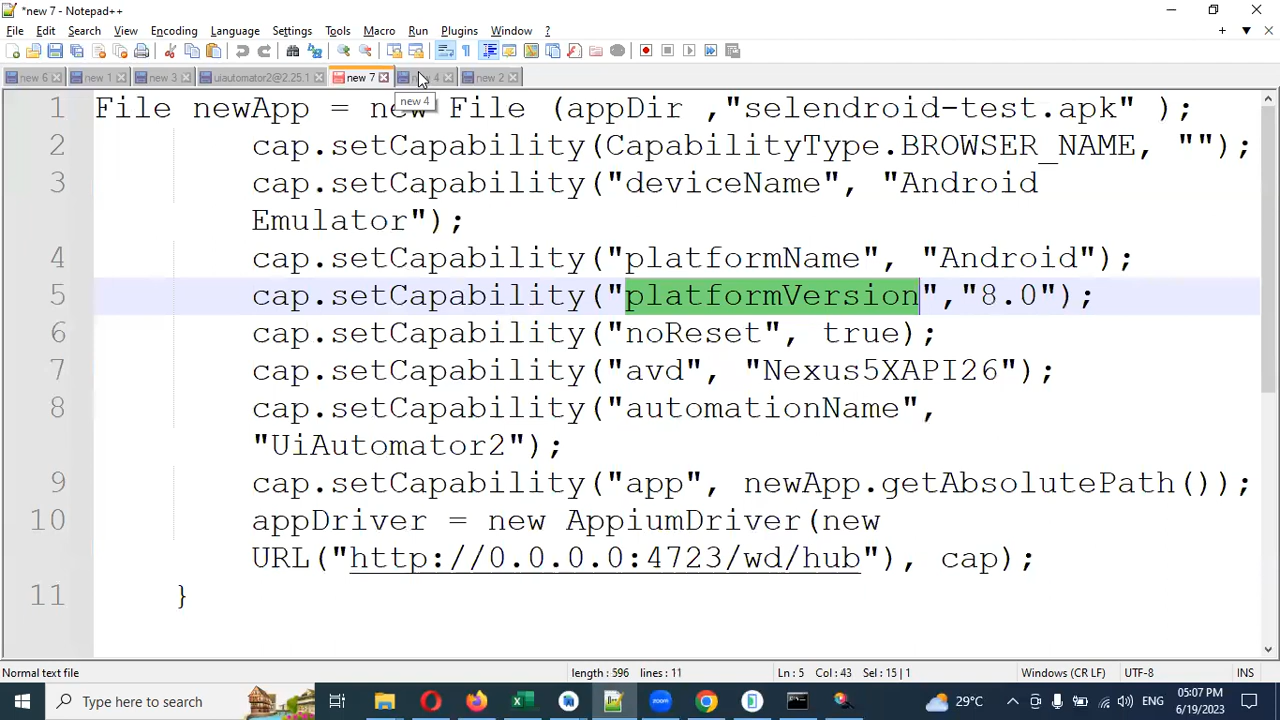 *new 7 - Notepad++
File Edit Search View Encoding Language Settings Tools Macro Run Plugins Window ?
new 6 new 1 new 3 uiautomator2@2.25.1 new 7 4 new 2
new 4
1 File newApp = new File (appDir ,"selendroid-test.apk" );
2 cap.setCapability(CapabilityType.BROWSER_NAME, "");
3 cap.setCapability("deviceName", "Android
Emulator");
4 cap.setCapability("platformName", "Android");
5 cap.setCapability("platformVersion","8.0");
6 cap.setCapability("noReset", true);
7 cap.setCapability("avd", "Nexus5XAPI26");
8 cap.setCapability("automationName",
"UiAutomator2");
9 cap.setCapability("app", newApp.getAbsolutePath());
10 appDriver = new AppiumDriver(new
URL("http://0.0.0.0:4723/wd/hub"), cap);
11 }
Normal text file length : 596 lines : 11 Ln : 5 Col : 43 Sel : 15 | 1 Windows (CR LF) UTF-8 INS
Type here to search zoom 29°C ENG 05:07 PM
6/19/2023